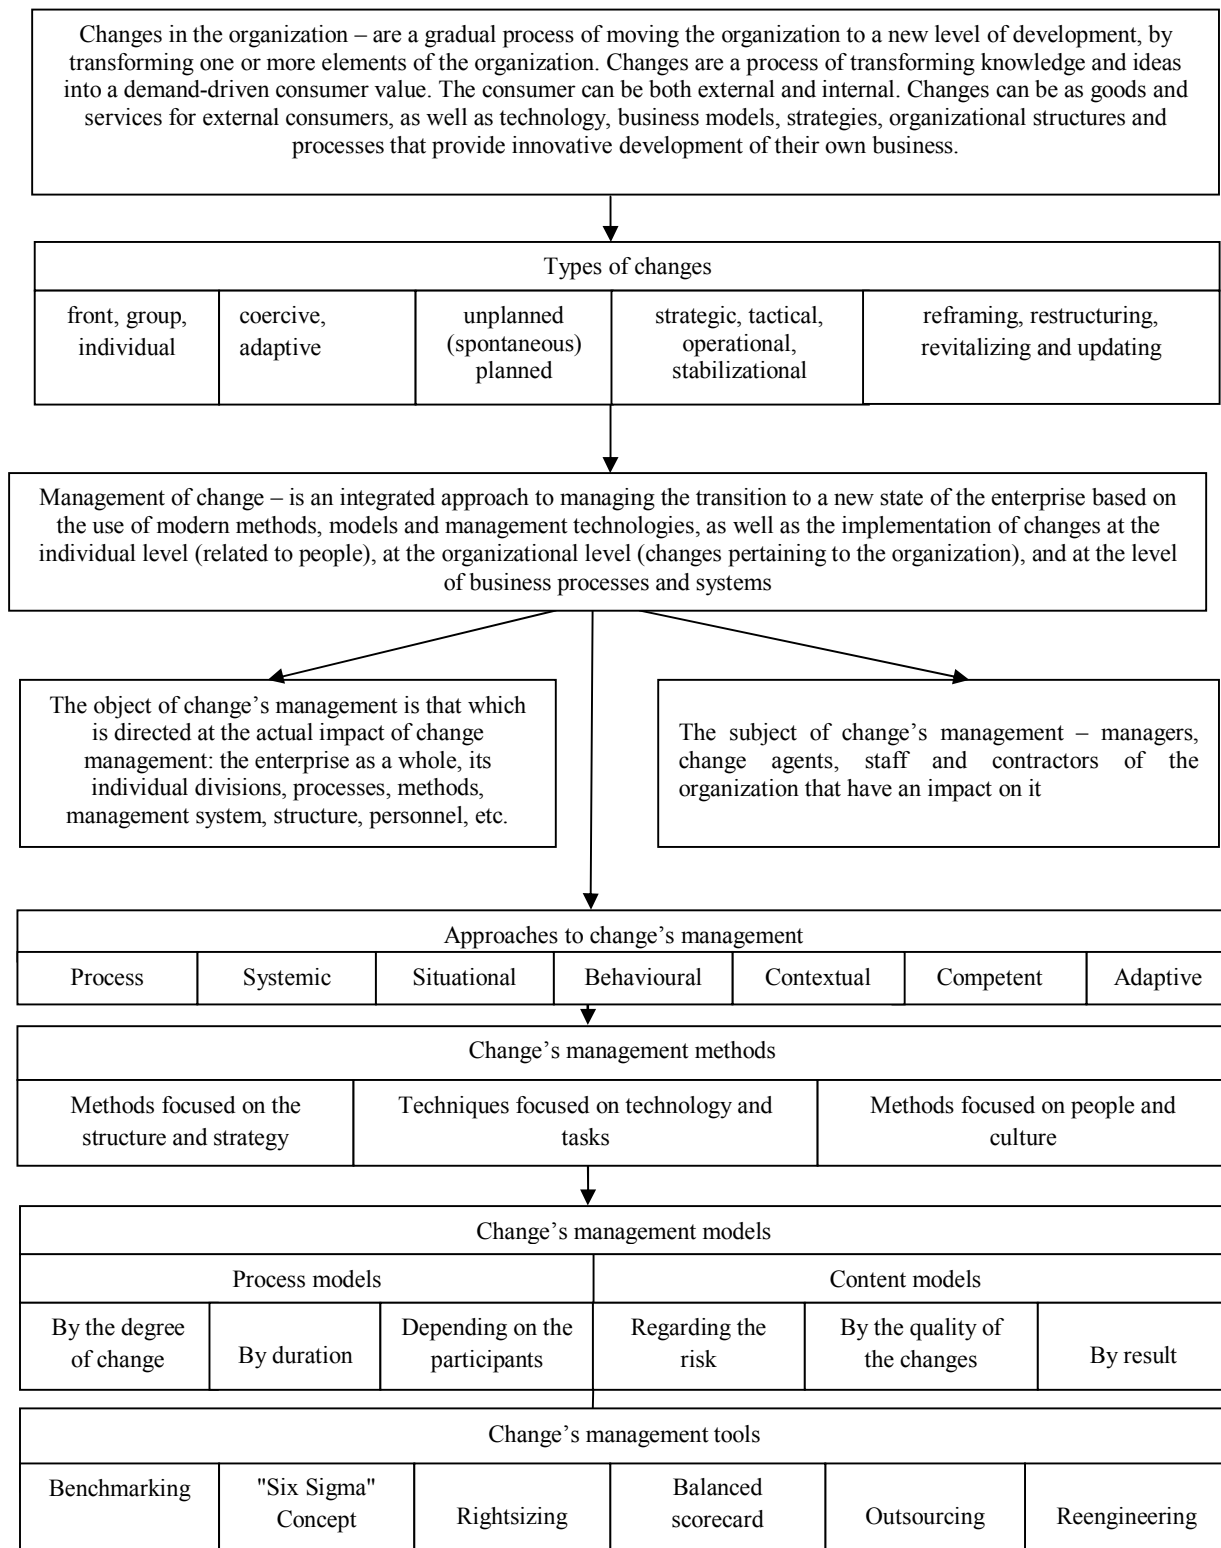 Changes in the organization – are a gradual process of moving the organization to a new level of development, by
transforming one or more elements of the organization. Changes are a process of transforming knowledge and ideas
into a demand-driven consumer value. The consumer can be both external and internal. Changes can be as goods and
services for external consumers, as well as technology, business models, strategies, organizational structures and
processes that provide innovative development of their own business.
Types of changes
front, group,
individual
coercive,
adaptive
unplanned
(spontaneous)
planned
strategic, tactical,
operational,
stabilizational
reframing, restructuring,
revitalizing and updating
Management of change – is an integrated approach to managing the transition to a new state of the enterprise based on
the use of modern methods, models and management technologies, as well as the implementation of changes at the
individual level (related to people), at the organizational level (changes pertaining to the organization), and at the level
of business processes and systems
The object of change’s management is that which
is directed at the actual impact of change
management: the enterprise as a whole, its
individual divisions, processes, methods,
management system, structure, personnel, etc.
The subject of change’s management – managers,
change agents, staff and contractors of the
organization that have an impact on it
Approaches to change’s management
Process
Systemic
Situational
Behavioural
Contextual
Competent
Adaptive
Change’s management methods
Methods focused on the
structure and strategy
Techniques focused on technology and
tasks
Methods focused on people and
culture
Change’s management models
Process models
Content models
By the degree
of change
By duration
Depending on the
participants
Regarding the
risk
By the quality of
the changes
By result
Change’s management tools
Benchmarking
"Six Sigma"
Concept
Rightsizing
Balanced
scorecard
Outsourcing
Reengineering